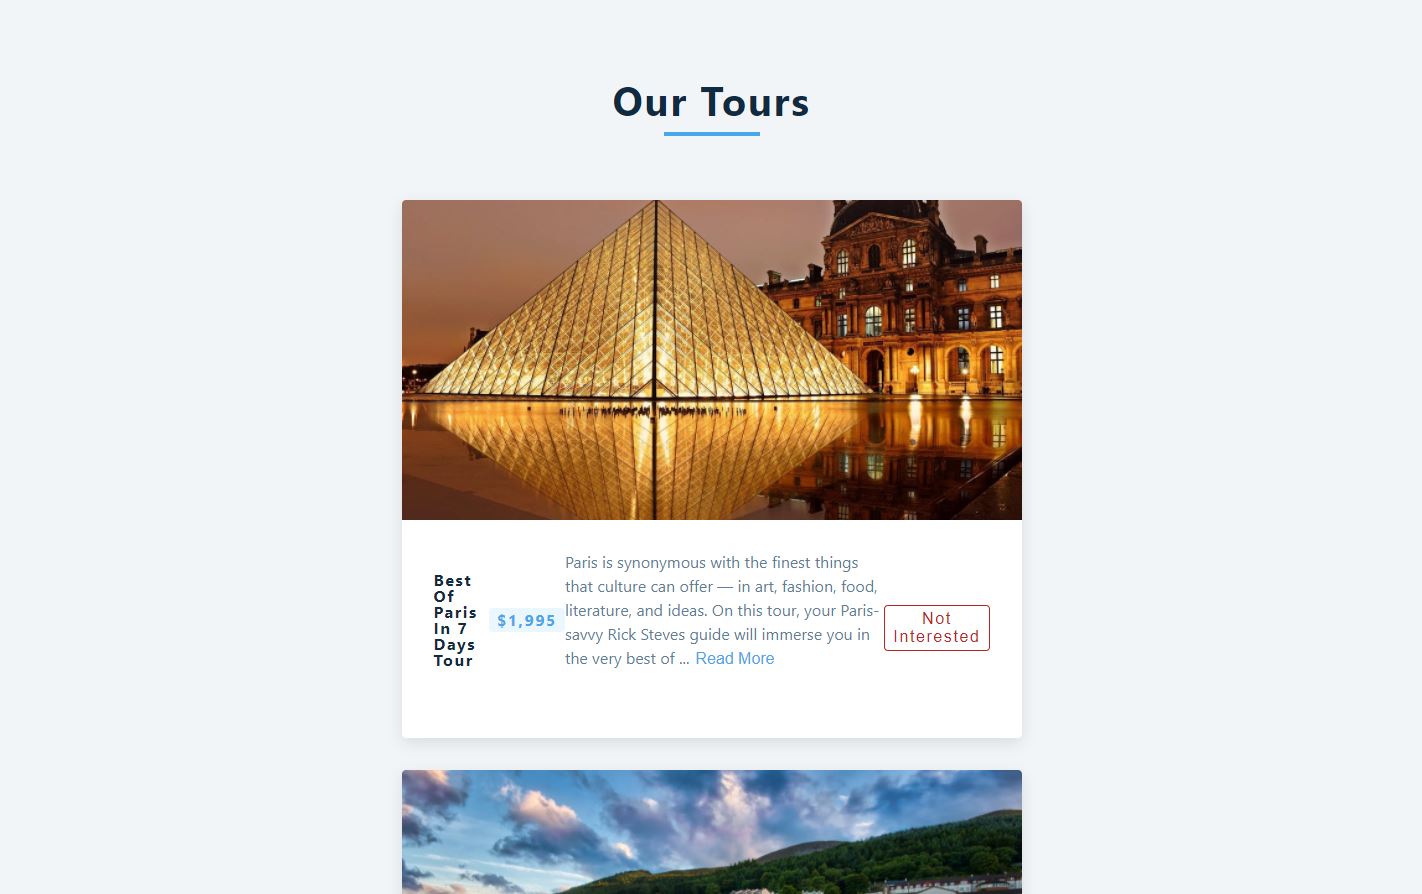 Our Tours
Best
Of
Paris
In 7
Days
Tour
$1,995
Paris is synonymous with the finest things
that culture can offer — in art, fashion, food,
literature, and ideas. On this tour, your Paris-
savvy Rick Steves guide will immerse you in
the very best of ... Read More
Not
Interested